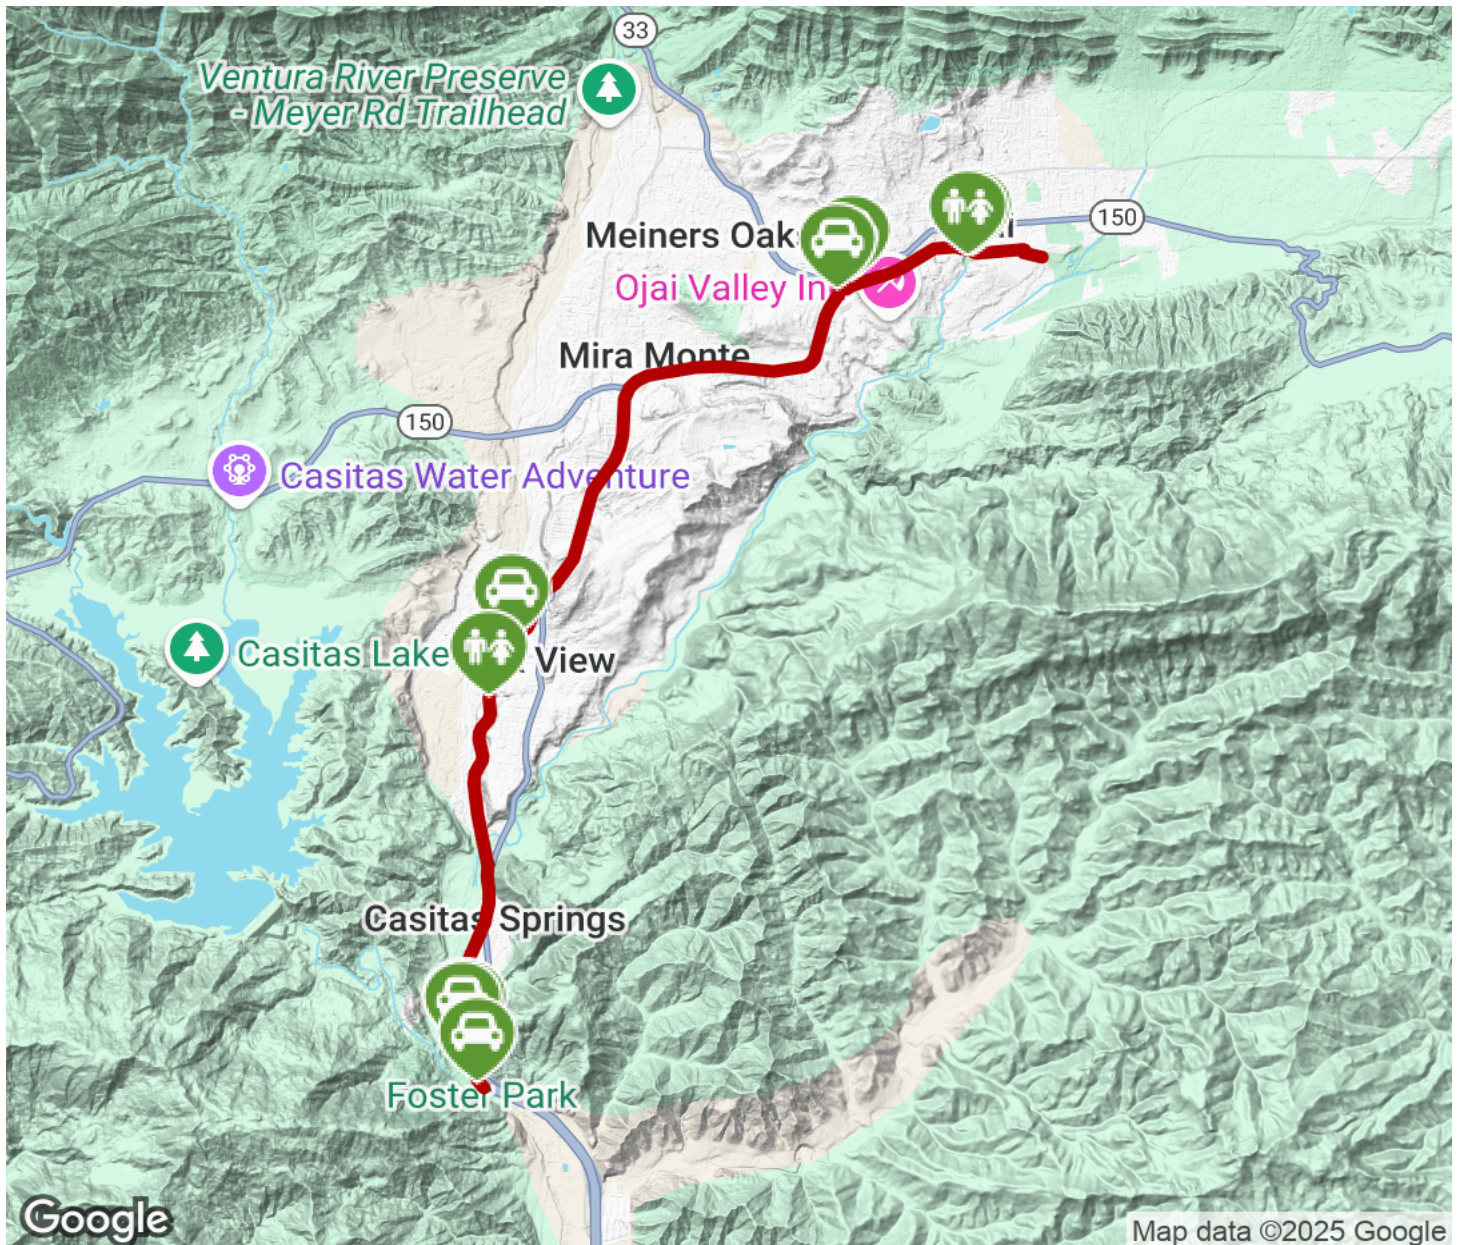 33
Ventura River Preserve
- Meyer Rd Trailhead
150
Meiners Oak
Ojai Valley In
Mira Monte
150
Casitas Water Adventure
Casitas Lake
View
Casitas Springs
Foster Park
Google
Map data ©2025 Google